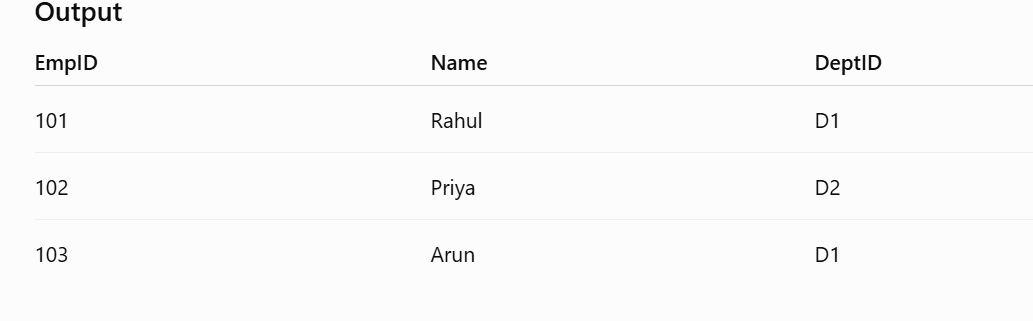 Output
EmpID Name DeptID
101 Rahul D1
102 Priya D2
103 Arun D1